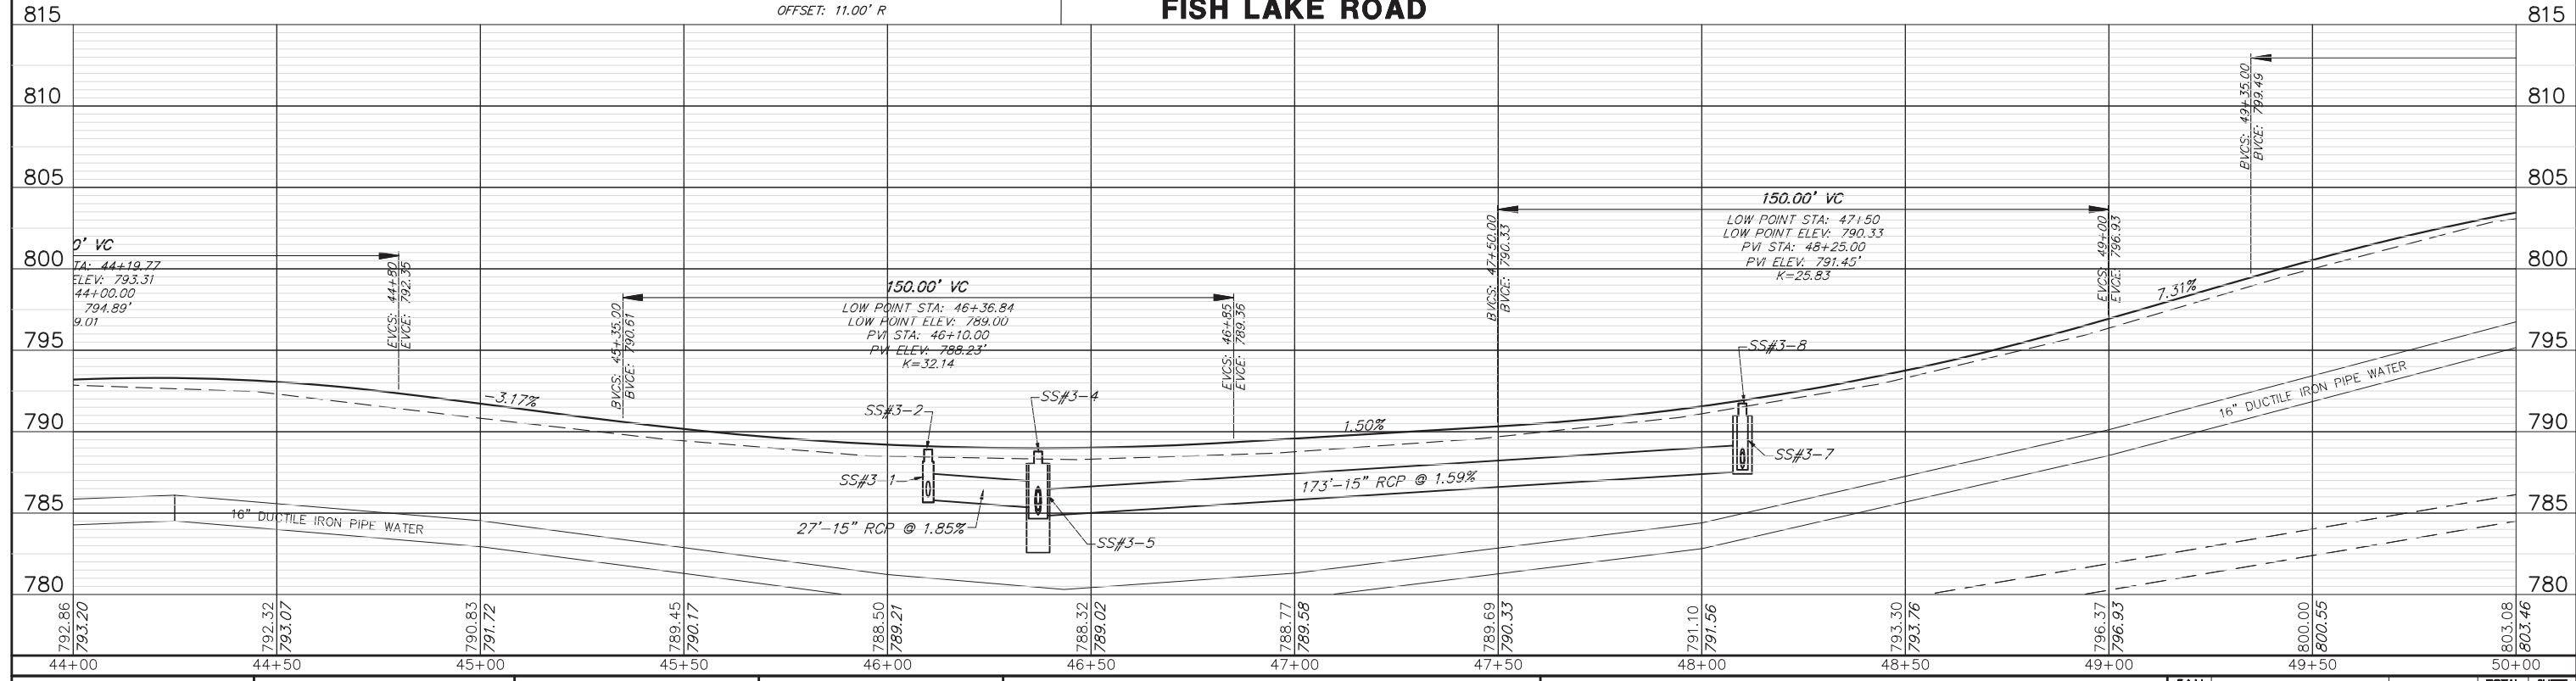 OFFSET: 11.00' R
FISH LAKE ROAD
815
815
810
810
805
805
800
800
795
795
790
790
785
785
780
780
0' VC
TA: 44+19.77
ELEV: 793.31
44+00.00
794.89'
9.01
EVCS: 44+80
EVCE: 792.35
-3.17%
BVCS: 45+35.00
BVCE: 790.61
150.00' VC
LOW POINT STA: 46+36.84
LOW POINT ELEV: 789.00
PVI STA: 46+10.00
PVI ELEV: 788.23'
K=32.14
EVCS: 46+85
EVCE: 789.36
SS#3-2
SS#3-4
SS#3-1
27'-15" RCP @ 1.85%
SS#3-5
1.50%
173'-15" RCP @ 1.59%
BVCS: 47+50.00
BVCE: 790.33
150.00' VC
LOW POINT STA: 47+50
LOW POINT ELEV: 790.33
PVI STA: 48+25.00
PVI ELEV: 791.45'
K=25.83
SS#3-8
SS#3-7
EVCS: 49+00
EVCE: 796.93
7.31%
BVCS: 49+35.00
BVCE: 799.49
16" DUCTILE IRON PIPE WATER
16" DUCTILE IRON PIPE WATER
792.86
793.20
792.32
793.07
790.83
791.72
789.45
790.17
788.50
789.21
788.32
789.02
788.77
789.58
789.69
790.33
791.10
791.56
793.30
793.76
796.37
796.93
800.00
800.55
803.08
803.46
44+00 44+50 45+00 45+50 46+00 46+50 47+00 47+50 48+00 48+50 49+00 49+50 50+00